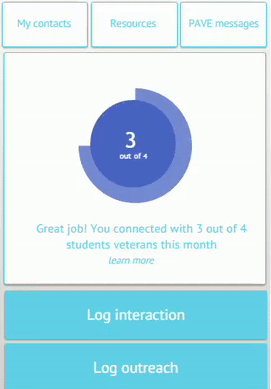 My contacts
Resources
PAVE messages
3
out of 4
Great job! You connected with 3 out of 4
students veterans this month
learn more
Log interaction
Log outreach